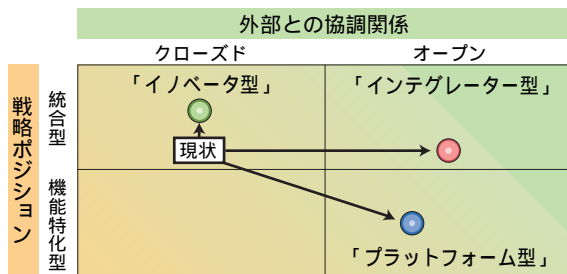 外部との協調関係
クローズド
オープン
戦略ポジション
統合型
機能特化型
「イノベータ型」
「インテグレーター型」
現状
「プラットフォーム型」